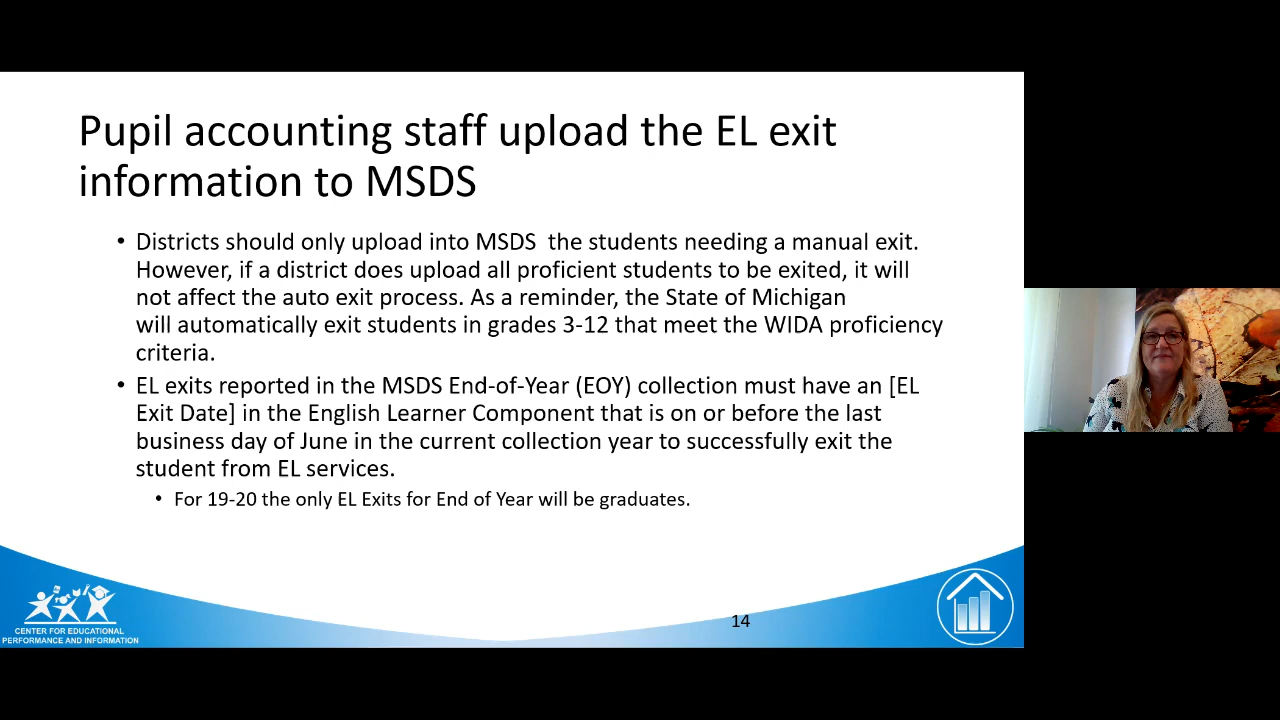 Pupil accounting staff upload the EL exit
information to MSDS
• Districts should only upload into MSDS  the students needing a manual exit.
However, if a district does upload all proficient students to be exited, it will
not affect the auto exit process. As a reminder, the State of Michigan
will automatically exit students in grades 3-12 that meet the WIDA proficiency
criteria.
• EL exits reported in the MSDS End-of-Year (EOY) collection must have an [EL
Exit Date] in the English Learner Component that is on or before the last
business day of June in the current collection year to successfully exit the
student from EL services.
• For 19-20 the only EL Exits for End of Year will be graduates.
CENTER FOR EDUCATIONAL
PERFORMANCE AND INFORMATION
14